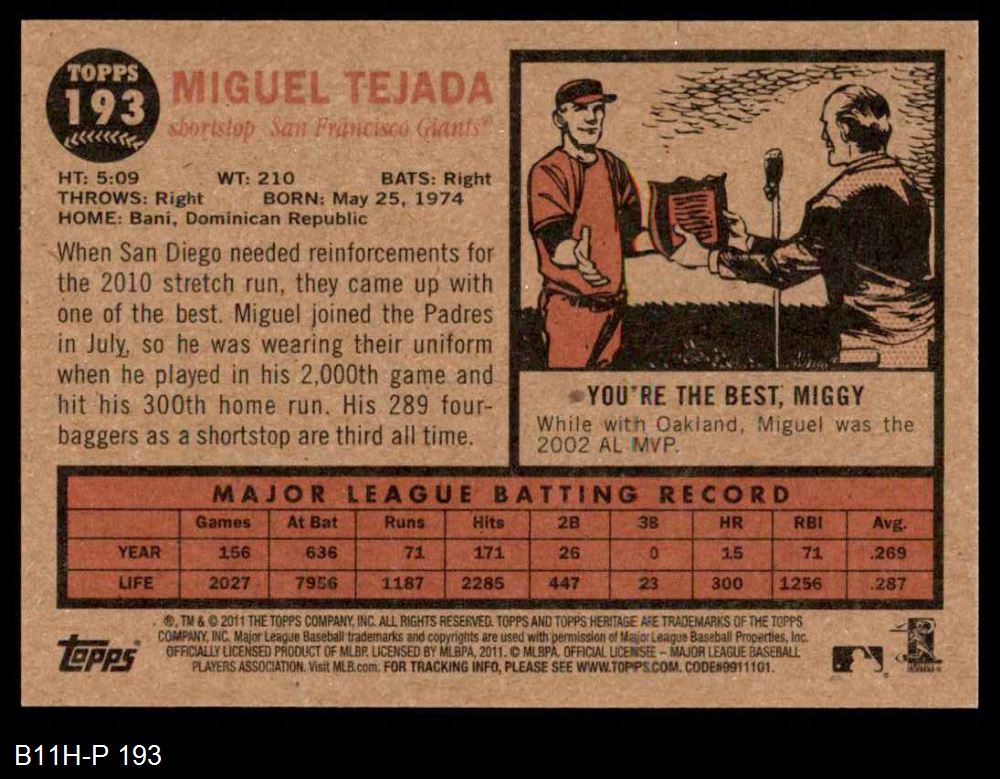 TOPPS
193
MIGUEL TEJADA
shortstop San Francisco Giants®
HT: 5:09 WT: 210 BATS: Right
THROWS: Right BORN: May 25, 1974
HOME: Bani, Dominican Republic
When San Diego needed reinforcements for
the 2010 stretch run, they came up with
one of the best. Miguel joined the Padres
in July, so he was wearing their uniform
when he played in his 2,000th game and
hit his 300th home run. His 289 four-
baggers as a shortstop are third all time.
YOU'RE THE BEST, MIGGY
While with Oakland, Miguel was the
2002 AL MVP.
MAJOR LEAGUE BATTING RECORD
Games At Bat Runs Hits 2B 3B HR RBI Avg.
YEAR 156 636 71 171 26 0 15 71 .269
LIFE 2027 7956 1187 2285 447 23 300 1256 .287
®, TM & © 2011 THE TOPPS COMPANY, INC. ALL RIGHTS RESERVED. TOPPS AND TOPPS HERITAGE ARE TRADEMARKS OF THE TOPPS
COMPANY, INC. Major League Baseball trademarks and copyrights are used with permission of Major League Baseball Properties, Inc.
OFFICIALLY LICENSED PRODUCT OF MLBP. LICENSED BY MLBPA, 2011. © MLBPA. OFFICIAL LICENSEE – MAJOR LEAGUE BASEBALL
PLAYERS ASSOCIATION. Visit MLB.com. FOR TRACKING INFO, PLEASE SEE WWW.TOPPS.COM. CODE#9911101.
Topps
B11H-P 193